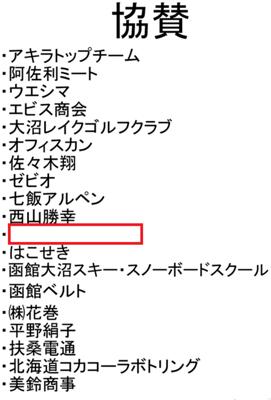 協賛
・アキラトップチーム
・阿佐利ミート
・ウエシマ
・エビス商会
・大沼レイクゴルフクラブ
・オフィスカン
・佐々木翔
・ゼビオ
・七飯アルペン
・西山勝幸
・
・はこせき
・函館大沼スキー・スノーボードスクール
・函館ベルト
・㈱花巻
・平野絹子
・扶桑電通
・北海道コカコーラボトリング
・美鈴商事